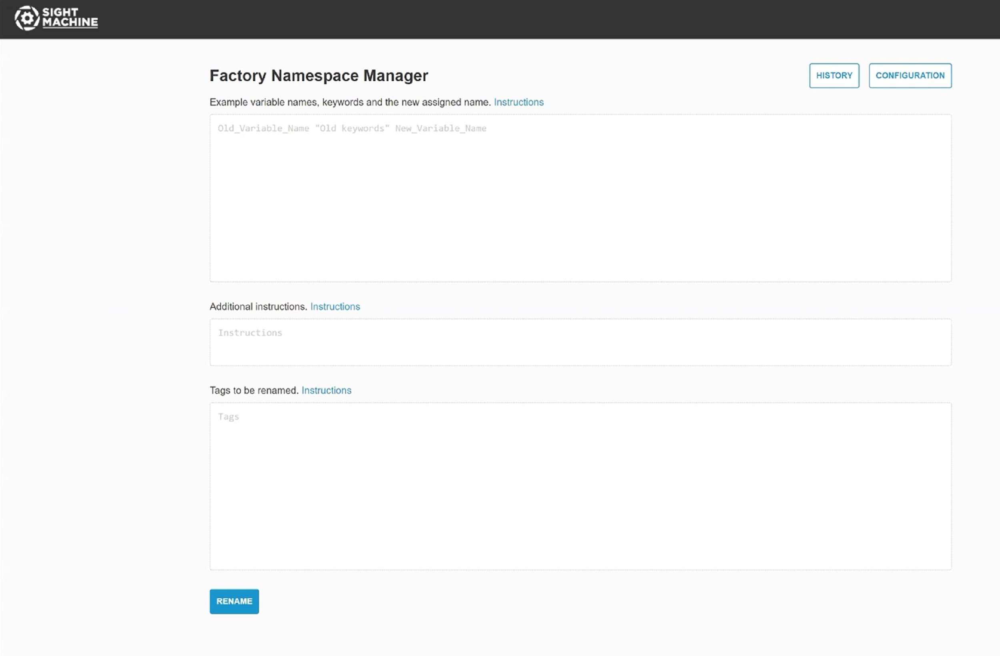 SIGHT
MACHINE
Factory Namespace Manager
HISTORY
CONFIGURATION
Example variable names, keywords and the new assigned name. Instructions
Old_Variable_Name "Old keywords" New_Variable_Name
Additional instructions. Instructions
Instructions
Tags to be renamed. Instructions
Tags
RENAME